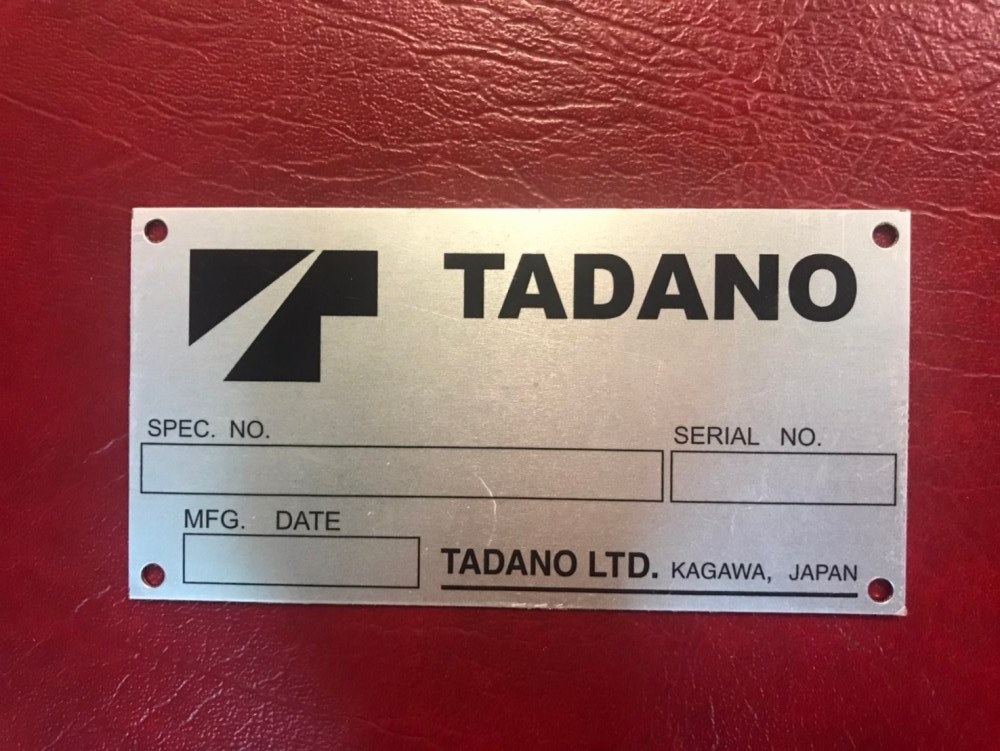 TADANO
SPEC. NO.
SERIAL NO.
MFG. DATE
TADANO LTD. KAGAWA, JAPAN